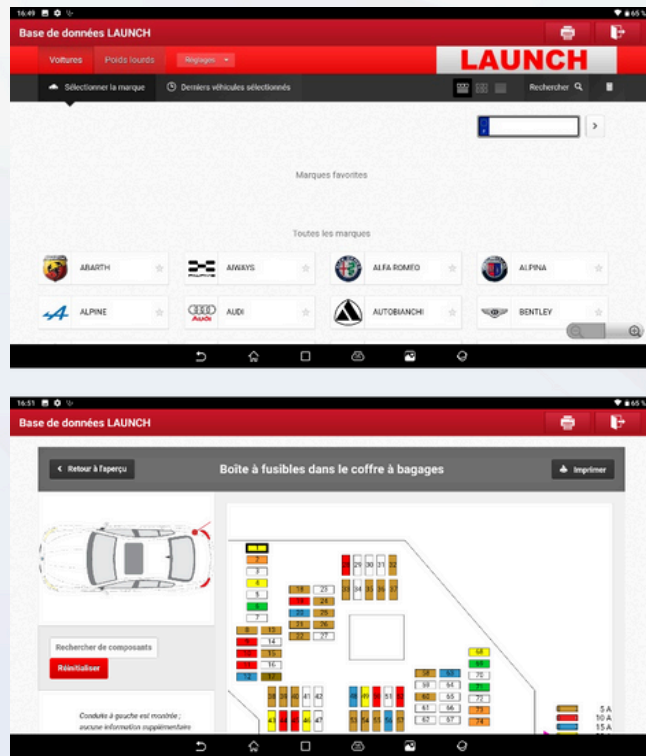 16:49
65 %
Base de données LAUNCH
Voitures Poids lourds Réglages
LAUNCH
Sélectionner la marque Derniers véhicules sélectionnés Rechercher
Marques favorites
Toutes les marques
ABARTH AIWAYS ALFA ROMEO ALPINA
ALPINE AUDI AUTOBIANCHI BENTLEY
16:51
65 %
Base de données LAUNCH
Retour à l'aperçu Boîte à fusibles dans le coffre à bagages Imprimer
Rechercher de composants
Réinitialiser
Conduite à gauche est montrée ;
aucune information supplémentaire
5 A
10 A
15 A